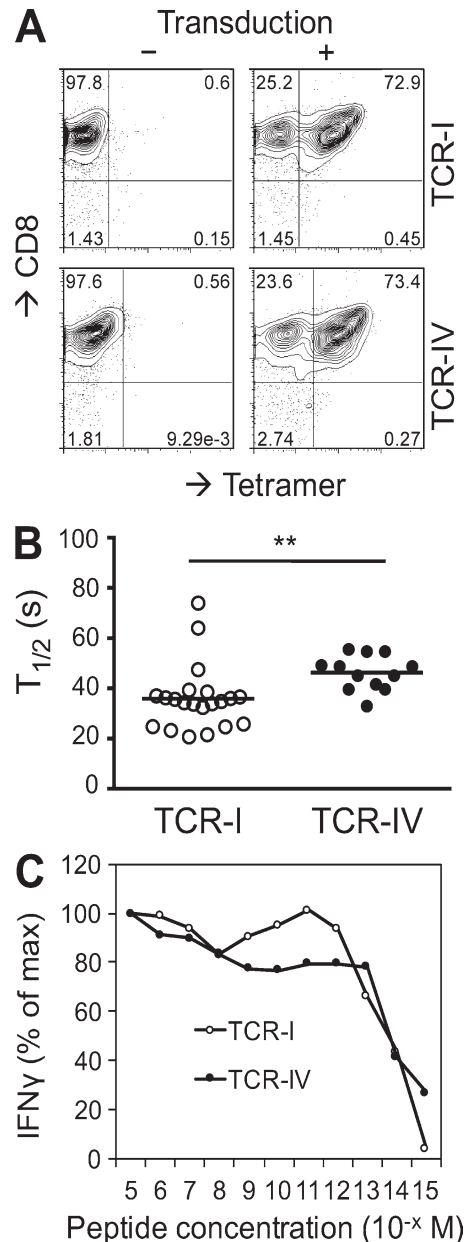 A
Transduction
− +
97.8 0.6 25.2 72.9
1.43 0.15 1.45 0.45
TCR-I
97.6 0.56 23.6 73.4
1.81 9.29e-3 2.74 0.27
TCR-IV
→ CD8
→ Tetramer
B
**
T1/2 (s)
100
80
60
40
20
0
TCR-I TCR-IV
C
IFNγ (% of max)
120
100
80
60
40
20
0
TCR-I
TCR-IV
5 6 7 8 9 10 11 12 13 14 15
Peptide concentration (10-x M)